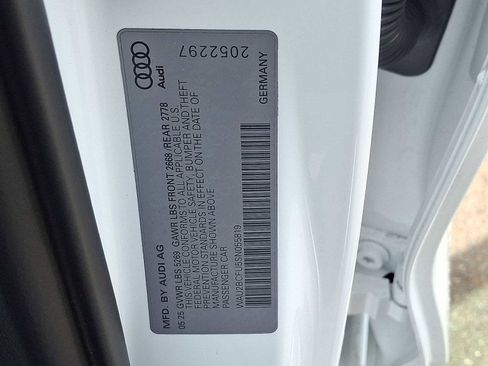 Audi
2052297
MFD. BY AUDI AG
05 25 GVWR LBS 5269 GAWR LBS FRONT 2668 /REAR 2778
THIS VEHICLE CONFORMS TO ALL APPLICABLE U.S.
FEDERAL MOTOR VEHICLE SAFETY, BUMPER AND THEFT
PREVENTION STANDARDS IN EFFECT ON THE DATE OF
MANUFACTURE SHOWN ABOVE
PASSENGER CAR
GERMANY